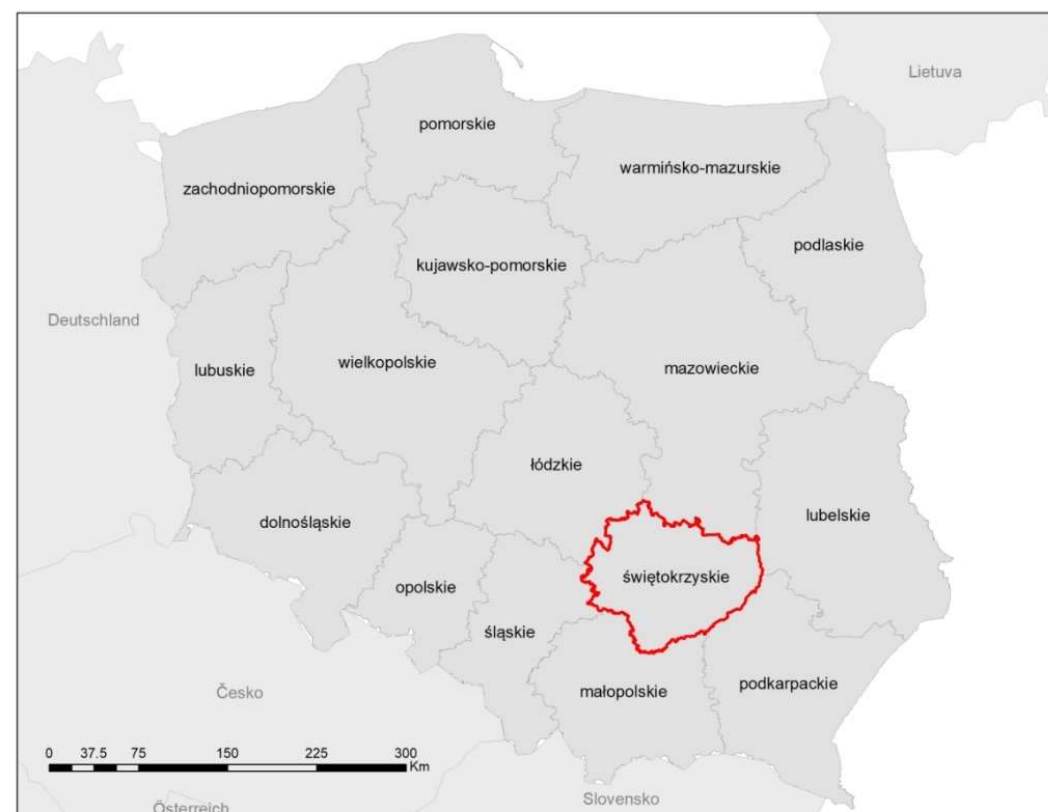 Lietuva
pomorskie
warmińsko-mazurskie
zachodniopomorskie
podlaskie
kujawsko-pomorskie
Deutschland
wielkopolskie
lubuskie
mazowieckie
łódzkie
lubelskie
dolnośląskie
świętokrzyskie
opolskie
śląskie
podkarpackie
małopolskie
Česko
0 37.5 75 150 225 300
Km
Slovensko
Österreich